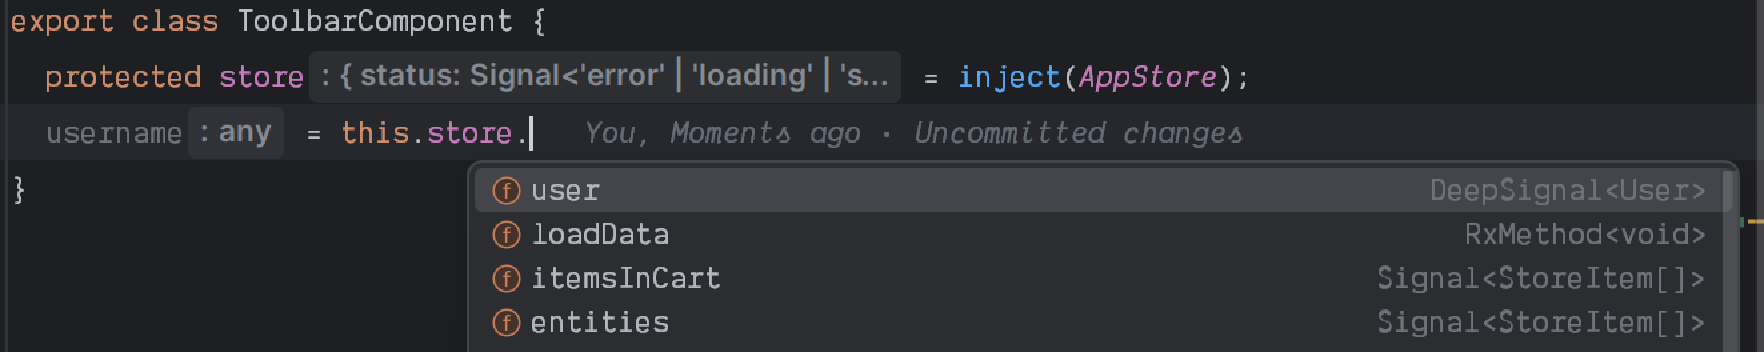 export class ToolbarComponent {
protected store : { status: Signal<'error' | 'loading' | 's... = inject(AppStore);
username : any = this.store. You, Moments ago · Uncommitted changes
}
user DeepSignal<User>
loadData RxMethod<void>
itemsInCart Signal<StoreItem[]>
entities Signal<StoreItem[]>